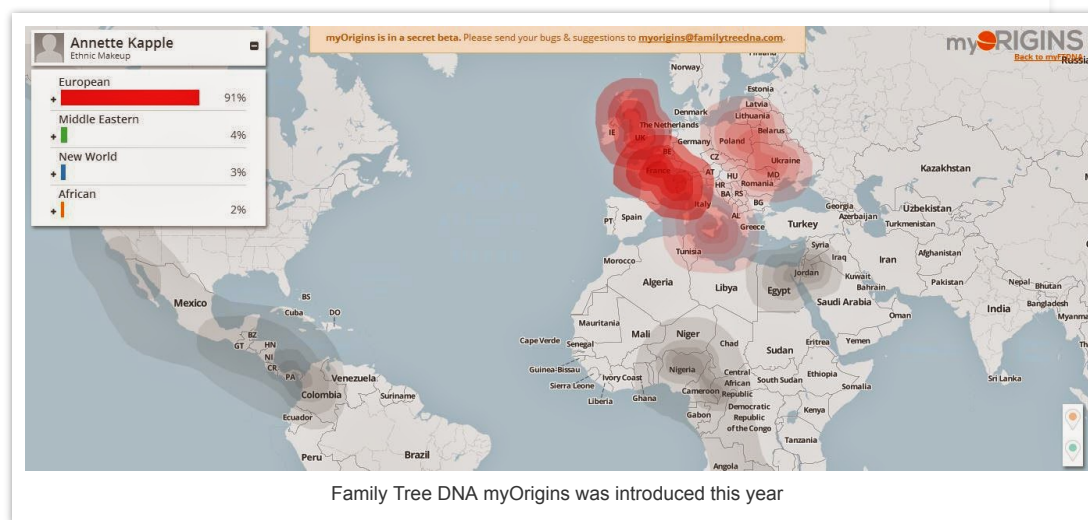 Annette Kapple
Ethnic Makeup
European
91%
Middle Eastern
4%
New World
3%
African
2%
myOrigins is in a secret beta. Please send your bugs & suggestions to myorigins@familytreedna.com.
myORIGINS
Back to myFTDNA
Russia
Norway
Estonia
Latvia
Lithuania
Denmark
Belarus
IE
UK
The Netherlands
Germany
Poland
BE
CZ
Ukraine
France
AT
HU
MD
HR
Romania
BA
RS
Italy
BG
PT
Spain
AL
Greece
Turkey
Georgia
Azerbaijan
Kazakhstan
Uzbekistan
Turkmenistan
Tunisia
Syria
Iraq
Iran
Afghanistan
Morocco
Jordan
Kuwait
Algeria
Libya
Egypt
Bahrain
Pakistan
Nepal
Bhutan
Saudi Arabia
Bangladesh
India
Myanma
Oman
Mexico
BS
Cuba
DO
Mauritania
Mali
Niger
Chad
Sudan
Eritrea
Yemen
BZ
GT
HN
NI
CR
PA
Cape Verde
Senegal
Guinea-Bissau
Sierra Leone
Ivory Coast
Liberia
Ghana
Nigeria
Cameroon
Central
African
Republic
South Sudan
Ethiopia
Somalia
Sri Lanka
Venezuela
Colombia
Suriname
Ecuador
Gabon
Democratic
Republic
of the Congo
Kenya
Tanzania
Peru
Brazil
Angola
Family Tree DNA myOrigins was introduced this year